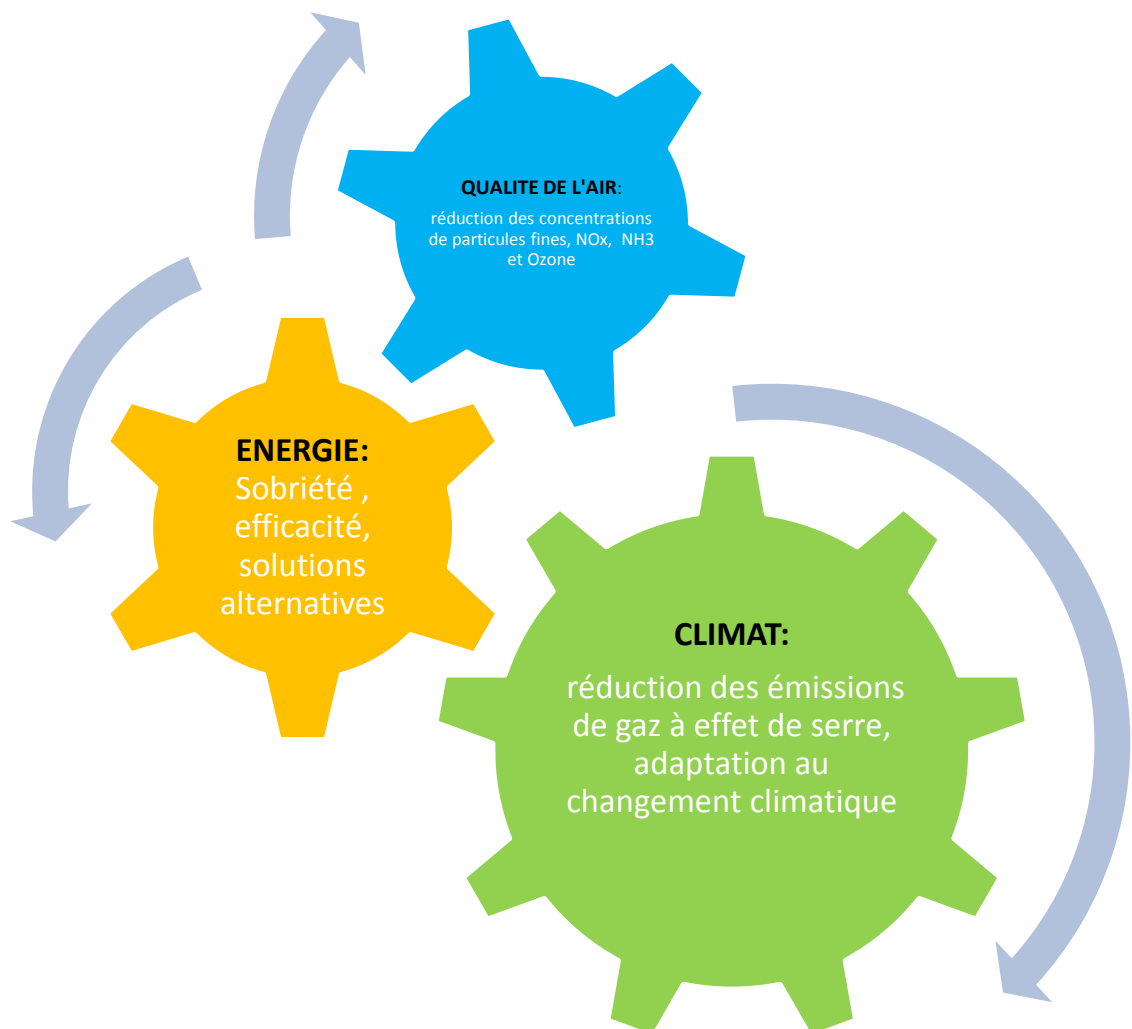 QUALITE DE L'AIR:
réduction des concentrations
de particules fines, NOx,  NH3
et Ozone
ENERGIE:
Sobriété ,
efficacité,
solutions
alternatives
CLIMAT:
réduction des émissions
de gaz à effet de serre,
adaptation au
changement climatique